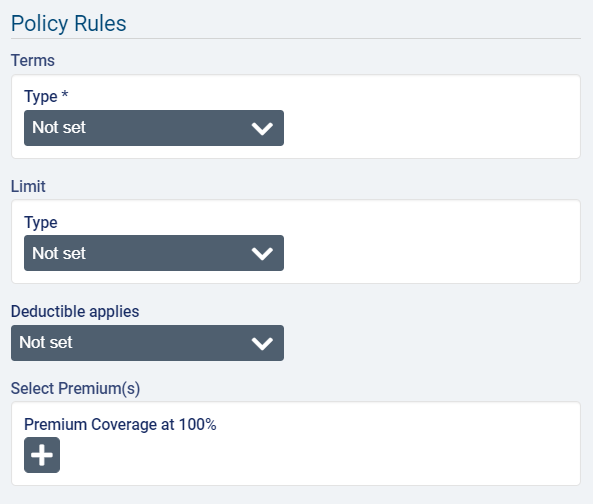 Policy Rules
Terms
Type *
Not set
Limit
Type
Not set
Deductible applies
Not set
Select Premium(s)
Premium Coverage at 100%